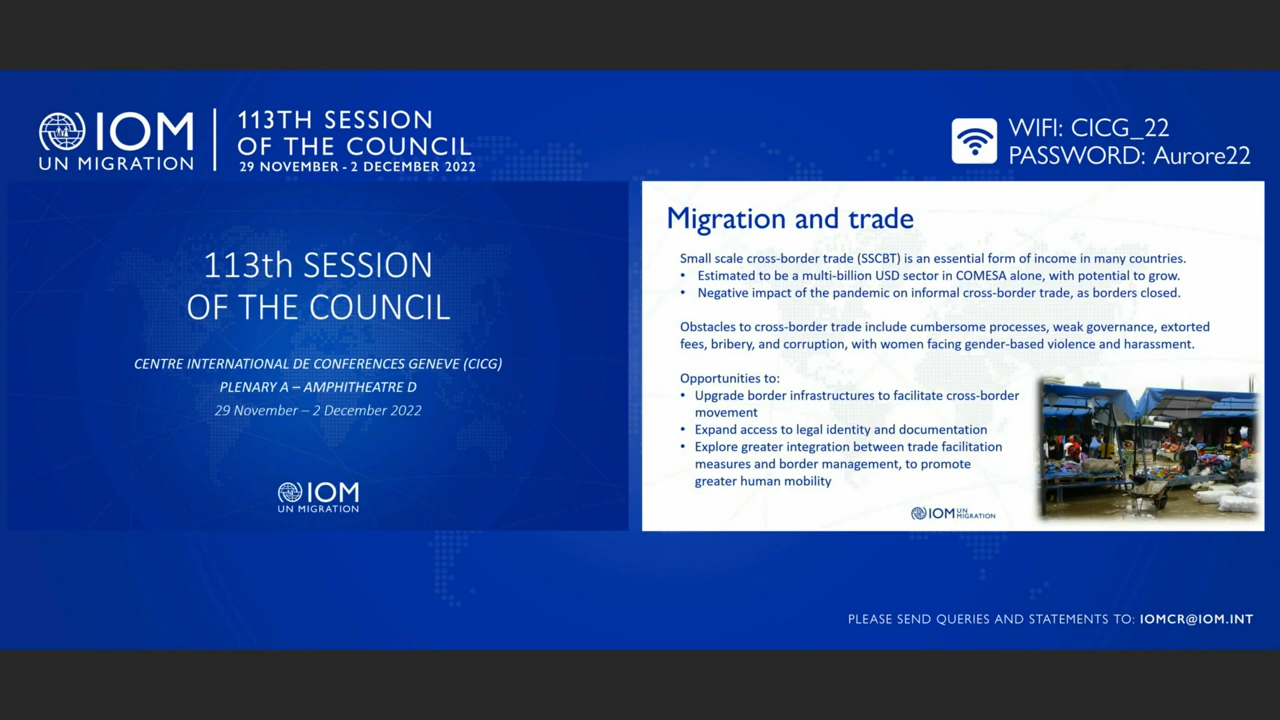 IOM
UN MIGRATION
113TH SESSION
OF THE COUNCIL
29 NOVEMBER - 2 DECEMBER 2022
WIFI: CICG_22
PASSWORD: Aurore22
113th SESSION
OF THE COUNCIL
CENTRE INTERNATIONAL DE CONFERENCES GENEVE (CICG)
PLENARY A – AMPHITHEATRE D
29 November – 2 December 2022
IOM
UN MIGRATION
Migration and trade
Small scale cross-border trade (SSCBT) is an essential form of income in many countries.
• Estimated to be a multi-billion USD sector in COMESA alone, with potential to grow.
• Negative impact of the pandemic on informal cross-border trade, as borders closed.
Obstacles to cross-border trade include cumbersome processes, weak governance, extorted
fees, bribery, and corruption, with women facing gender-based violence and harassment.
Opportunities to:
• Upgrade border infrastructures to facilitate cross-border
movement
• Expand access to legal identity and documentation
• Explore greater integration between trade facilitation
measures and border management, to promote
greater human mobility
IOM UN
MIGRATION
PLEASE SEND QUERIES AND STATEMENTS TO: IOMCR@IOM.INT